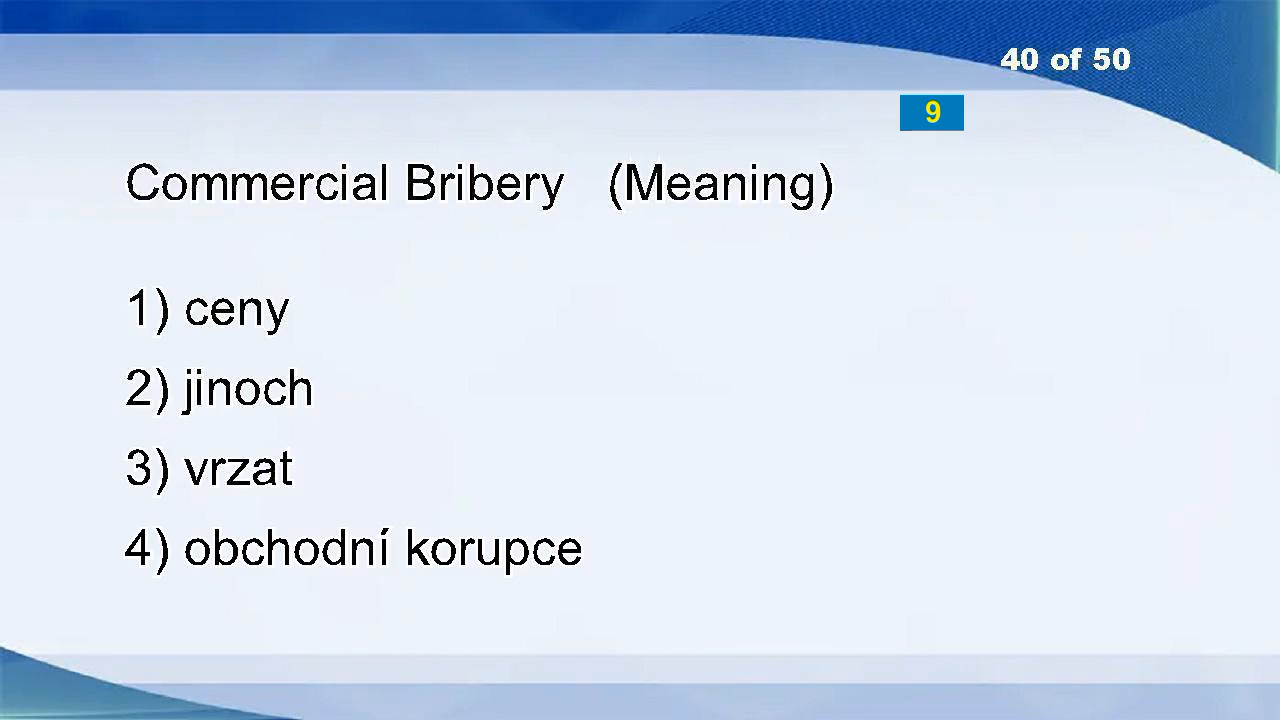 40 of 50
9
Commercial Bribery (Meaning)
1) ceny
2) jinoch
3) vrzat
4) obchodní korupce